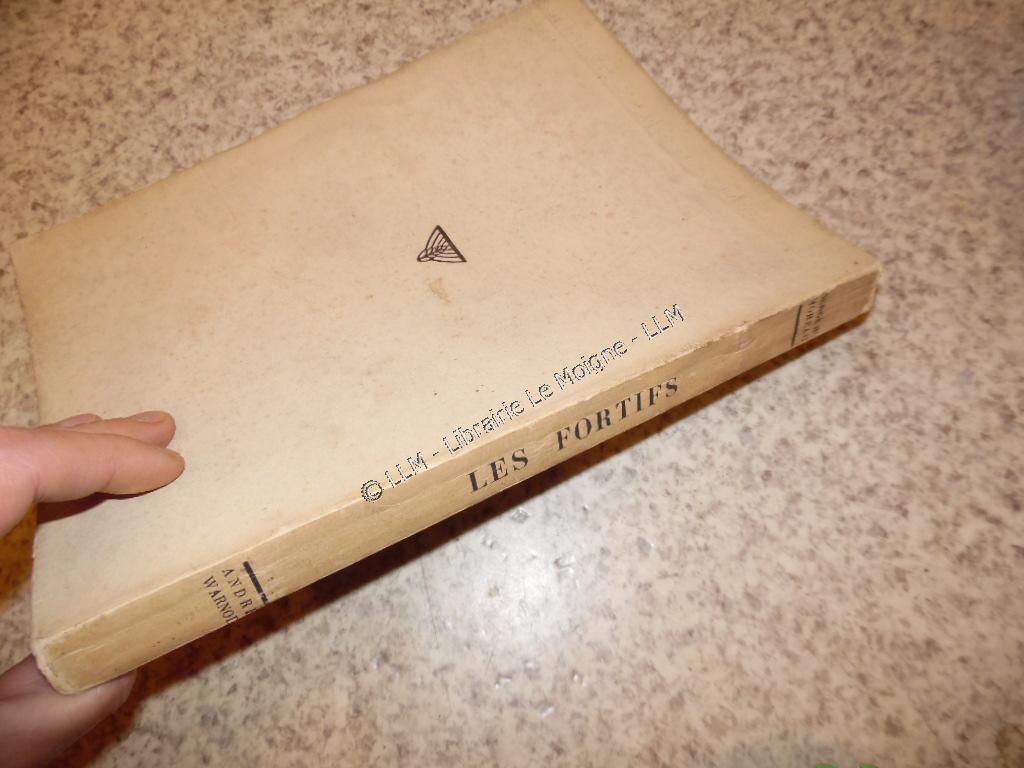 © LLM - Librairie Le Moigne - LLM
LES FORTIFS
ANDRÉ
WARNOD